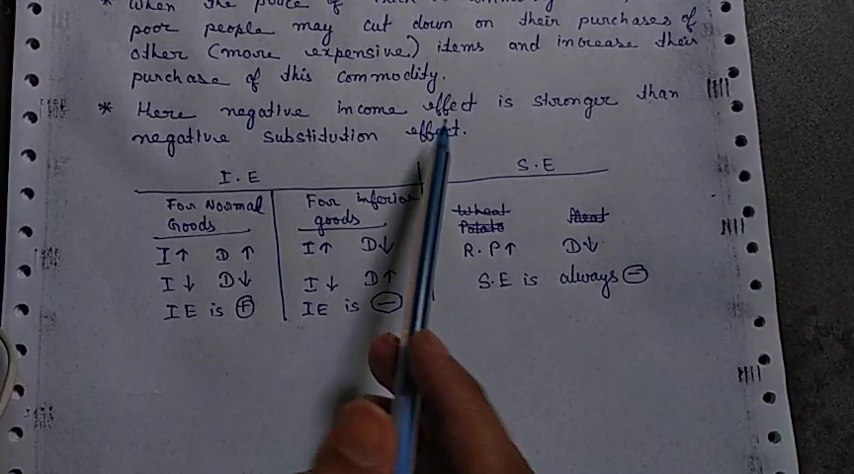 * When the
poor people may cut down on their purchases of
other (more expensive) items and increase their
purchase of this commodity.
* Here negative income effect is stronger than
negative substitution effect.
I.E S.E
For Normal Goods
For inferior goods
Wheat
Potato
Meat
I↑ D↑ I↑ D↓ R.P↑ D↓
I↓ D↓ I↓ D↑ S.E is always ⊖
IE is ⊕ IE is ⊖